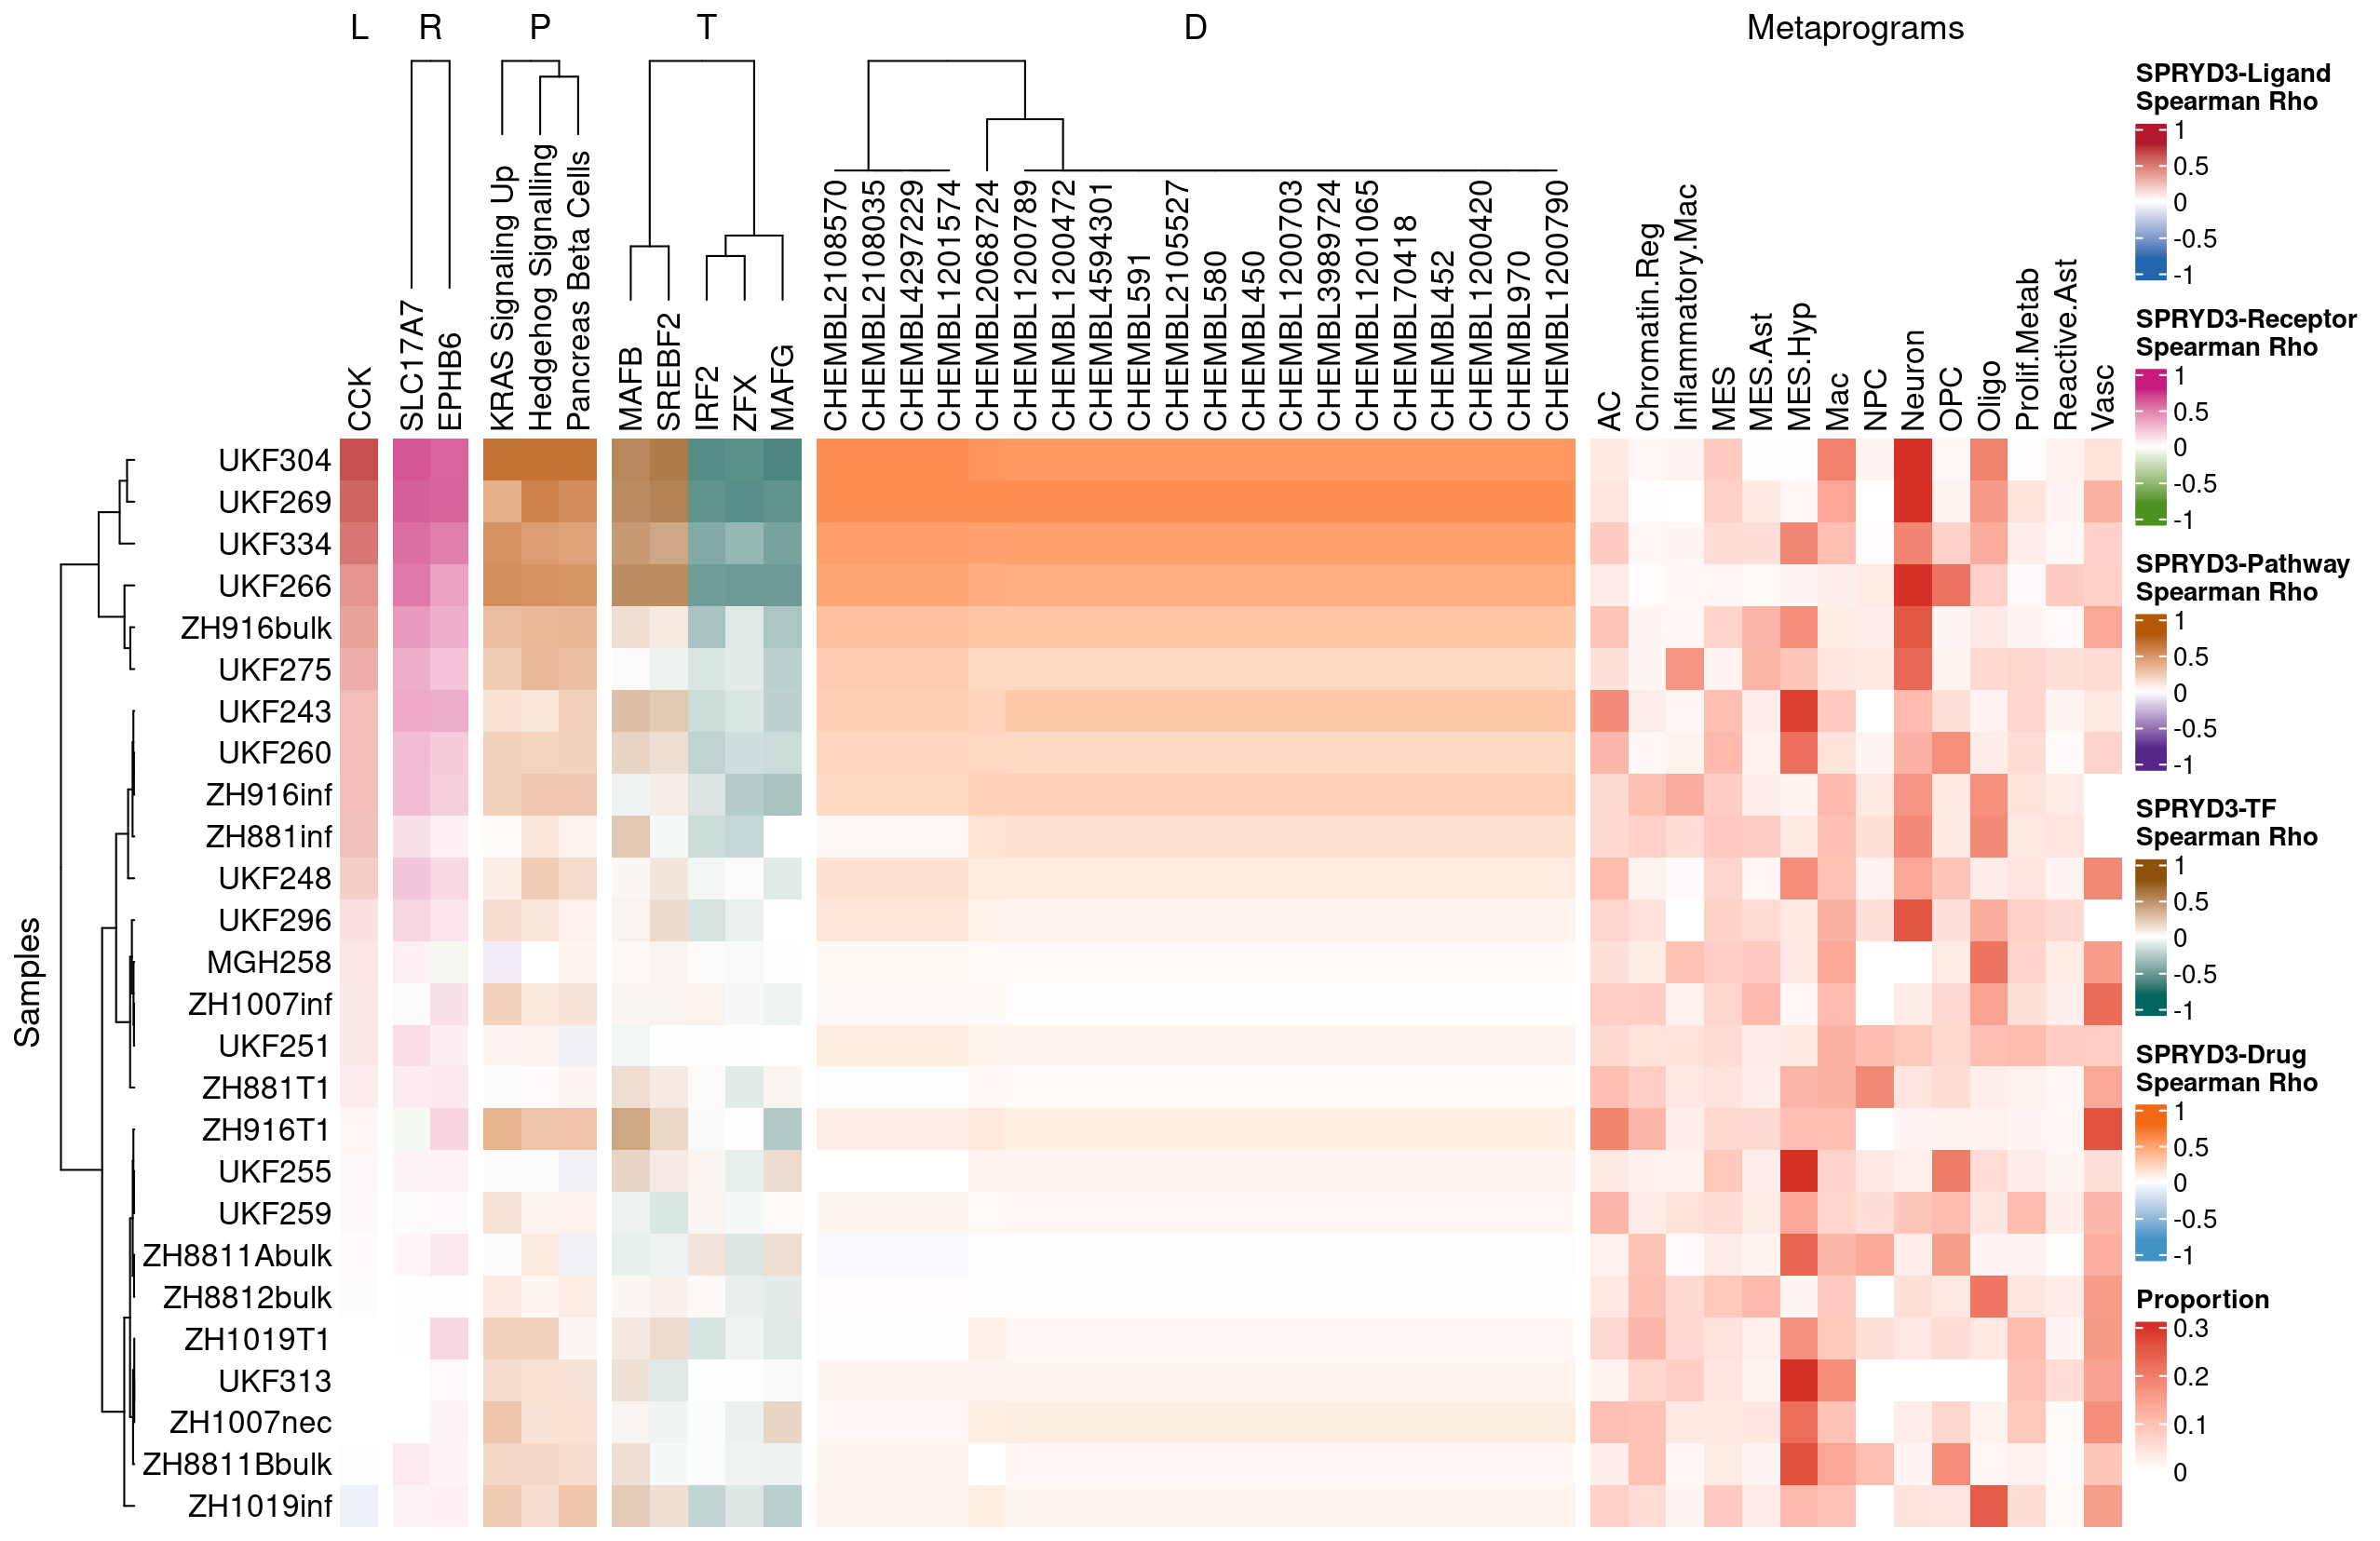 L R P T D Metaprograms
CCK
SLC17A7
EPHB6
KRAS Signaling Up
Hedgehog Signalling
Pancreas Beta Cells
MAFB
SREBF2
IRF2
ZFX
MAFG
CHEMBL2108570
CHEMBL2108035
CHEMBL4297229
CHEMBL1201574
CHEMBL2068724
CHEMBL1200789
CHEMBL1200472
CHEMBL4594301
CHEMBL591
CHEMBL2105527
CHEMBL580
CHEMBL450
CHEMBL1200703
CHEMBL3989724
CHEMBL1201065
CHEMBL70418
CHEMBL452
CHEMBL1200420
CHEMBL970
CHEMBL1200790
AC
Chromatin.Reg
Inflammatory.Mac
MES
MES.Ast
MES.Hyp
Mac
NPC
Neuron
OPC
Oligo
Prolif.Metab
Reactive.Ast
Vasc
Samples
UKF304
UKF269
UKF334
UKF266
ZH916bulk
UKF275
UKF243
UKF260
ZH916inf
ZH881inf
UKF248
UKF296
MGH258
ZH1007inf
UKF251
ZH881T1
ZH916T1
UKF255
UKF259
ZH8811Abulk
ZH8812bulk
ZH1019T1
UKF313
ZH1007nec
ZH8811Bbulk
ZH1019inf
SPRYD3-Ligand
Spearman Rho
1
0.5
0
-0.5
-1
SPRYD3-Receptor
Spearman Rho
1
0.5
0
-0.5
-1
SPRYD3-Pathway
Spearman Rho
1
0.5
0
-0.5
-1
SPRYD3-TF
Spearman Rho
1
0.5
0
-0.5
-1
SPRYD3-Drug
Spearman Rho
1
0.5
0
-0.5
-1
Proportion
0.3
0.2
0.1
0